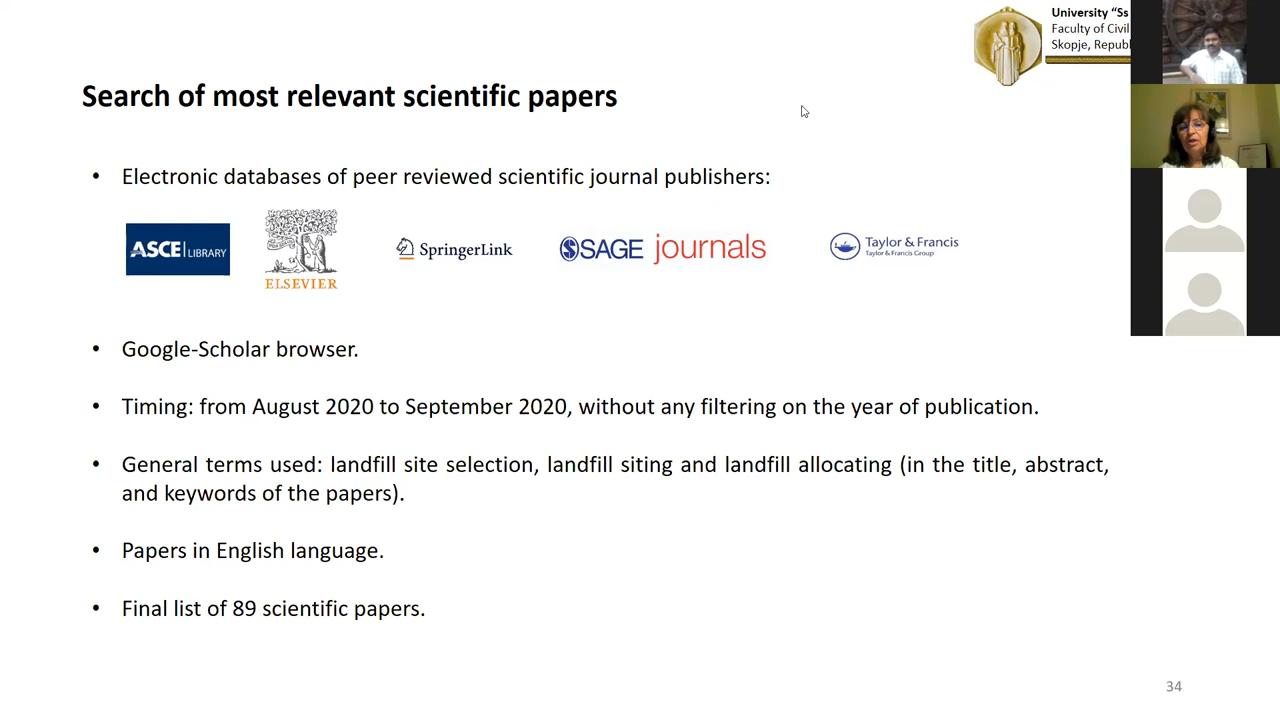 University “Ss
Faculty of Civil
Skopje, Republ
Search of most relevant scientific papers
• Electronic databases of peer reviewed scientific journal publishers:
ASCE LIBRARY
ELSEVIER
SpringerLink
SAGE journals
Taylor & Francis
Taylor & Francis Group
• Google-Scholar browser.
• Timing: from August 2020 to September 2020, without any filtering on the year of publication.
• General terms used: landfill site selection, landfill siting and landfill allocating (in the title, abstract,
and keywords of the papers).
• Papers in English language.
• Final list of 89 scientific papers.
34